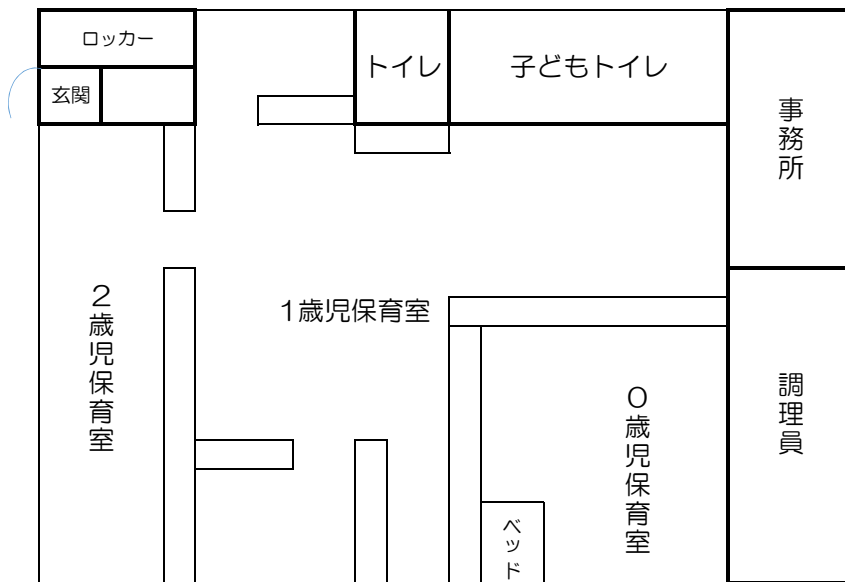 ロッカー
玄関
トイレ
子どもトイレ
事務所
2歳児保育室
1歳児保育室
0歳児保育室
調理員
ベッド